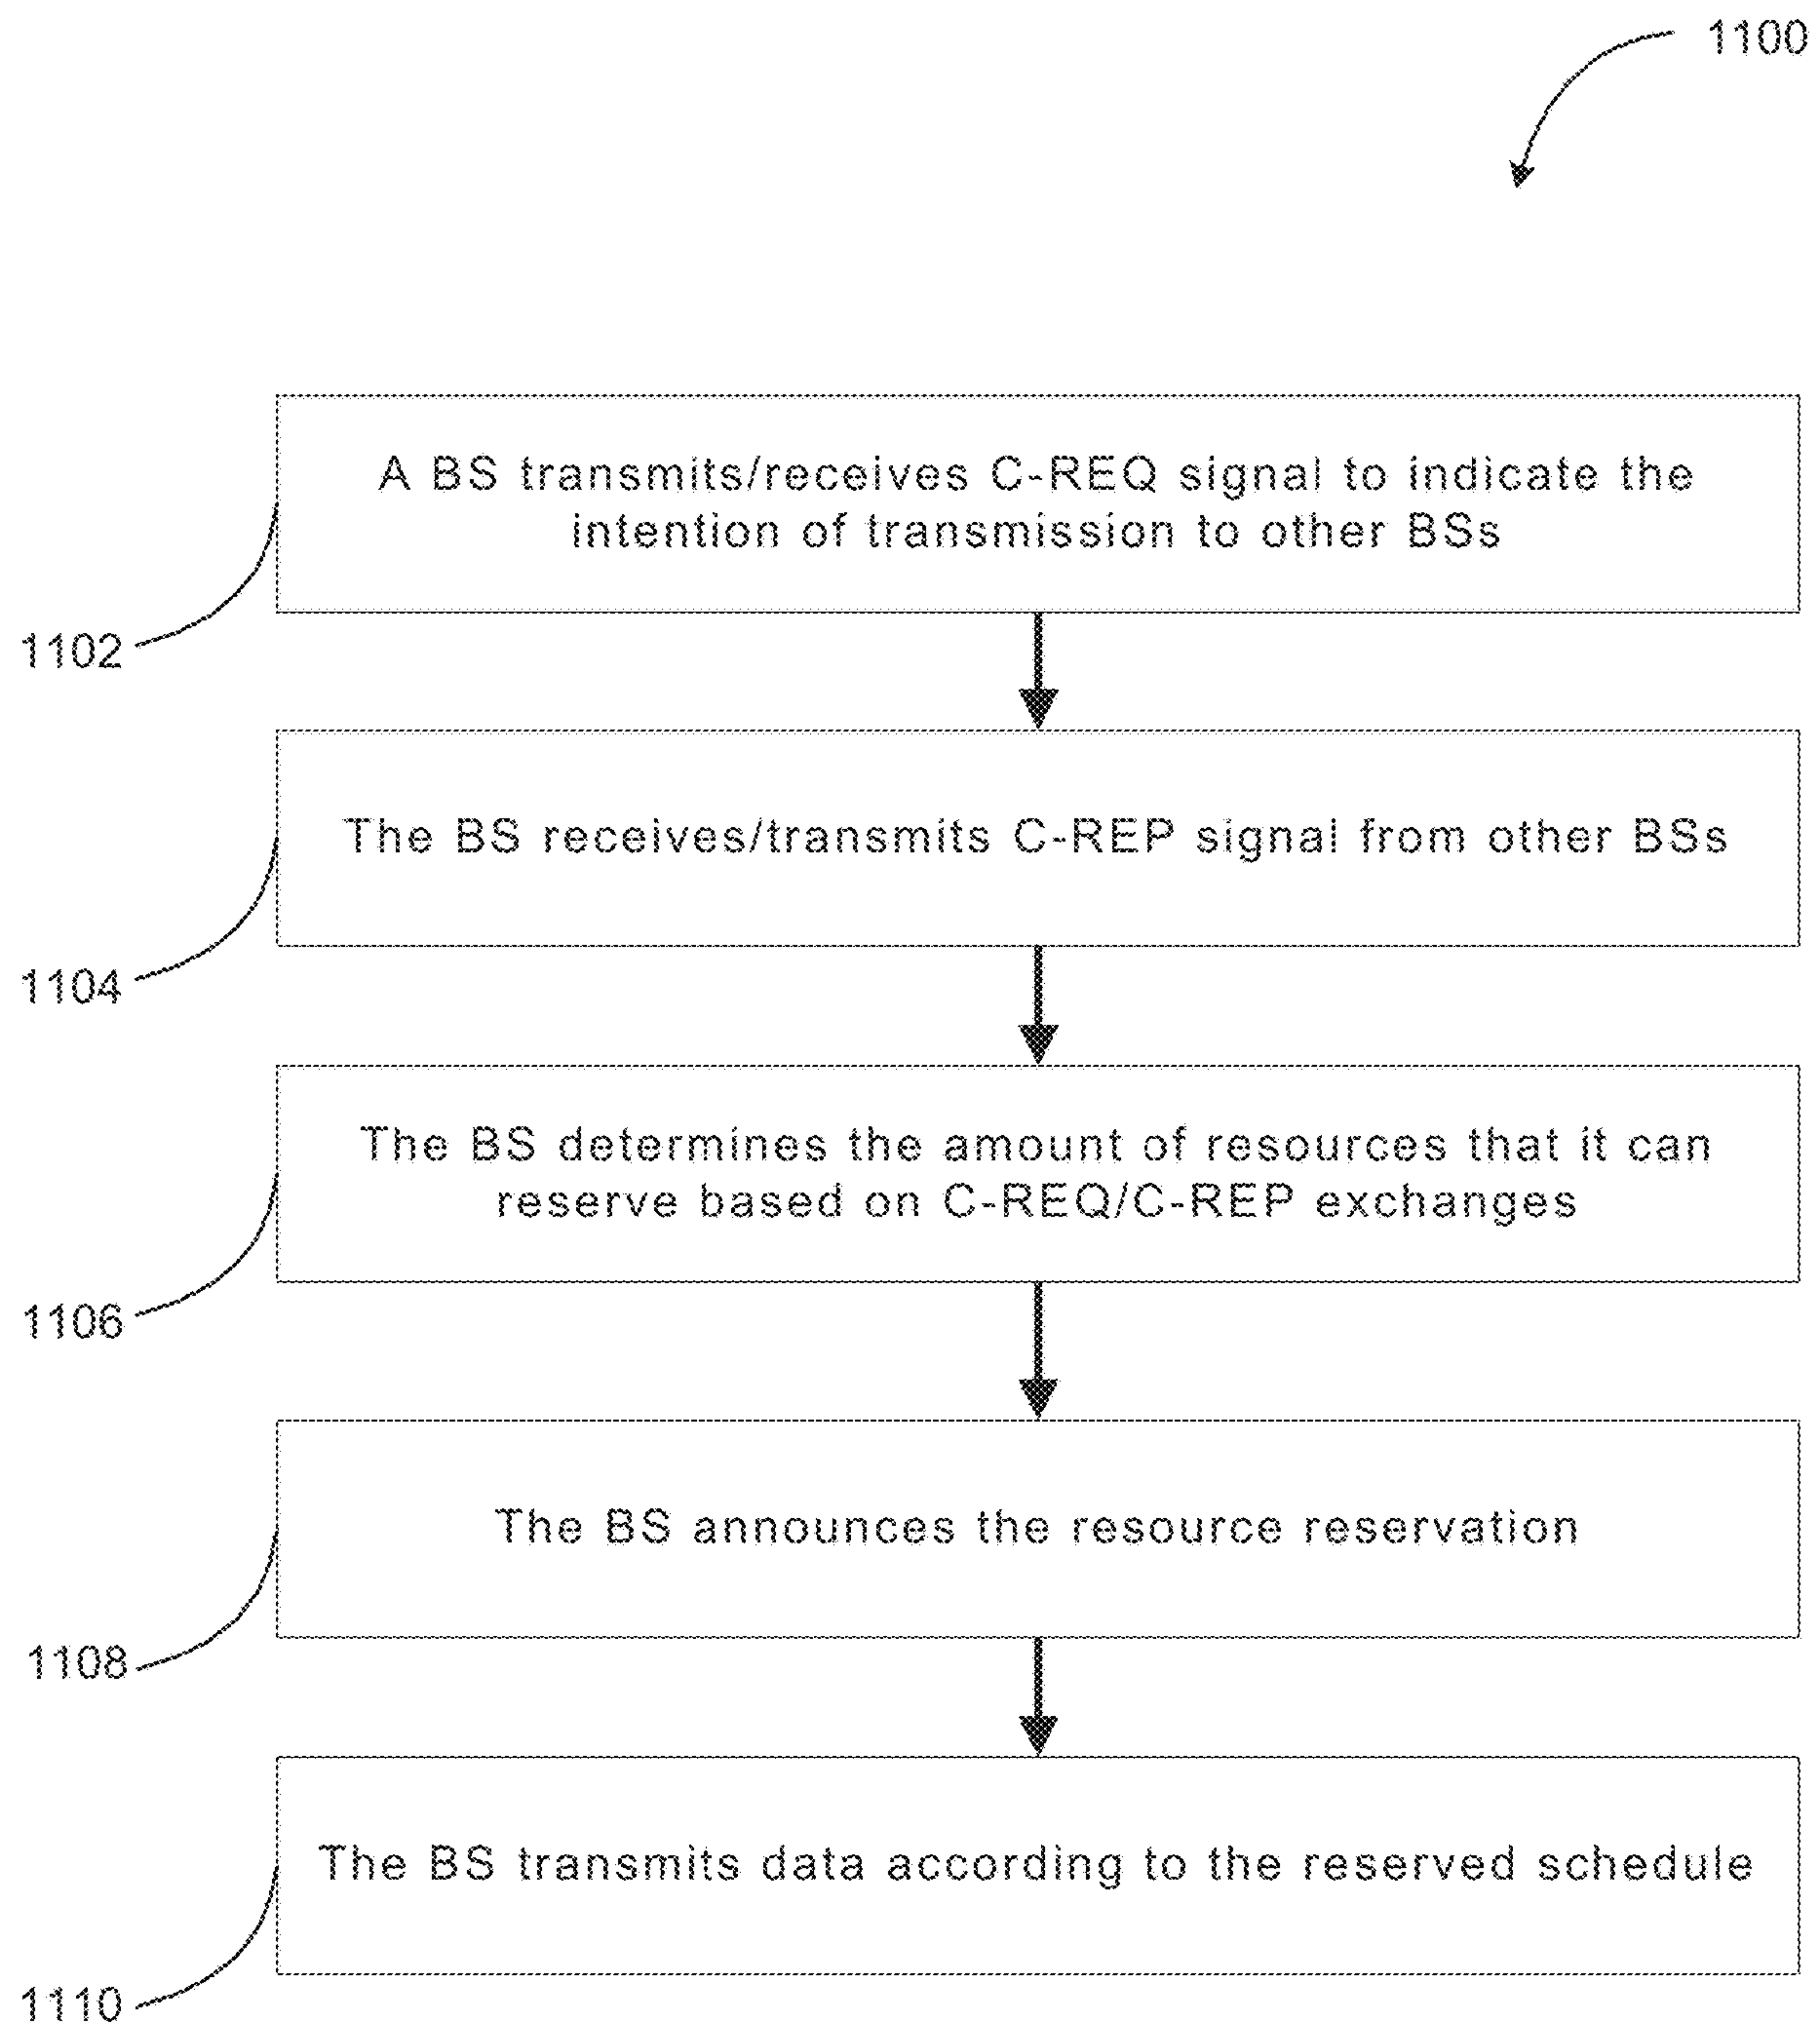 1100
A BS transmits/receives C-REQ signal to indicate the
intention of transmission to other BSs
1102
The BS receives/transmits C-REP signal from other BSs
1104
The BS determines the amount of resources that it can
reserve based on C-REQ/C-REP exchanges
1106
The BS announces the resource reservation
1108
The BS transmits data according to the reserved schedule
1110